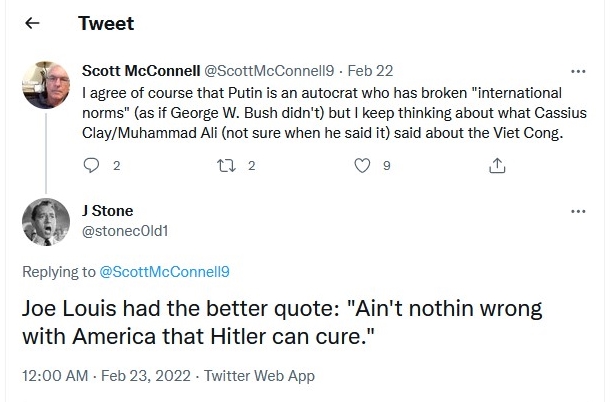 Tweet
Scott McConnell @ScottMcConnell9 · Feb 22
I agree of course that Putin is an autocrat who has broken "international
norms" (as if George W. Bush didn't) but I keep thinking about what Cassius
Clay/Muhammad Ali (not sure when he said it) said about the Viet Cong.
2 2 9
J Stone
@stonec0ld1
Replying to @ScottMcConnell9
Joe Louis had the better quote: "Ain't nothin wrong
with America that Hitler can cure."
12:00 AM · Feb 23, 2022 · Twitter Web App